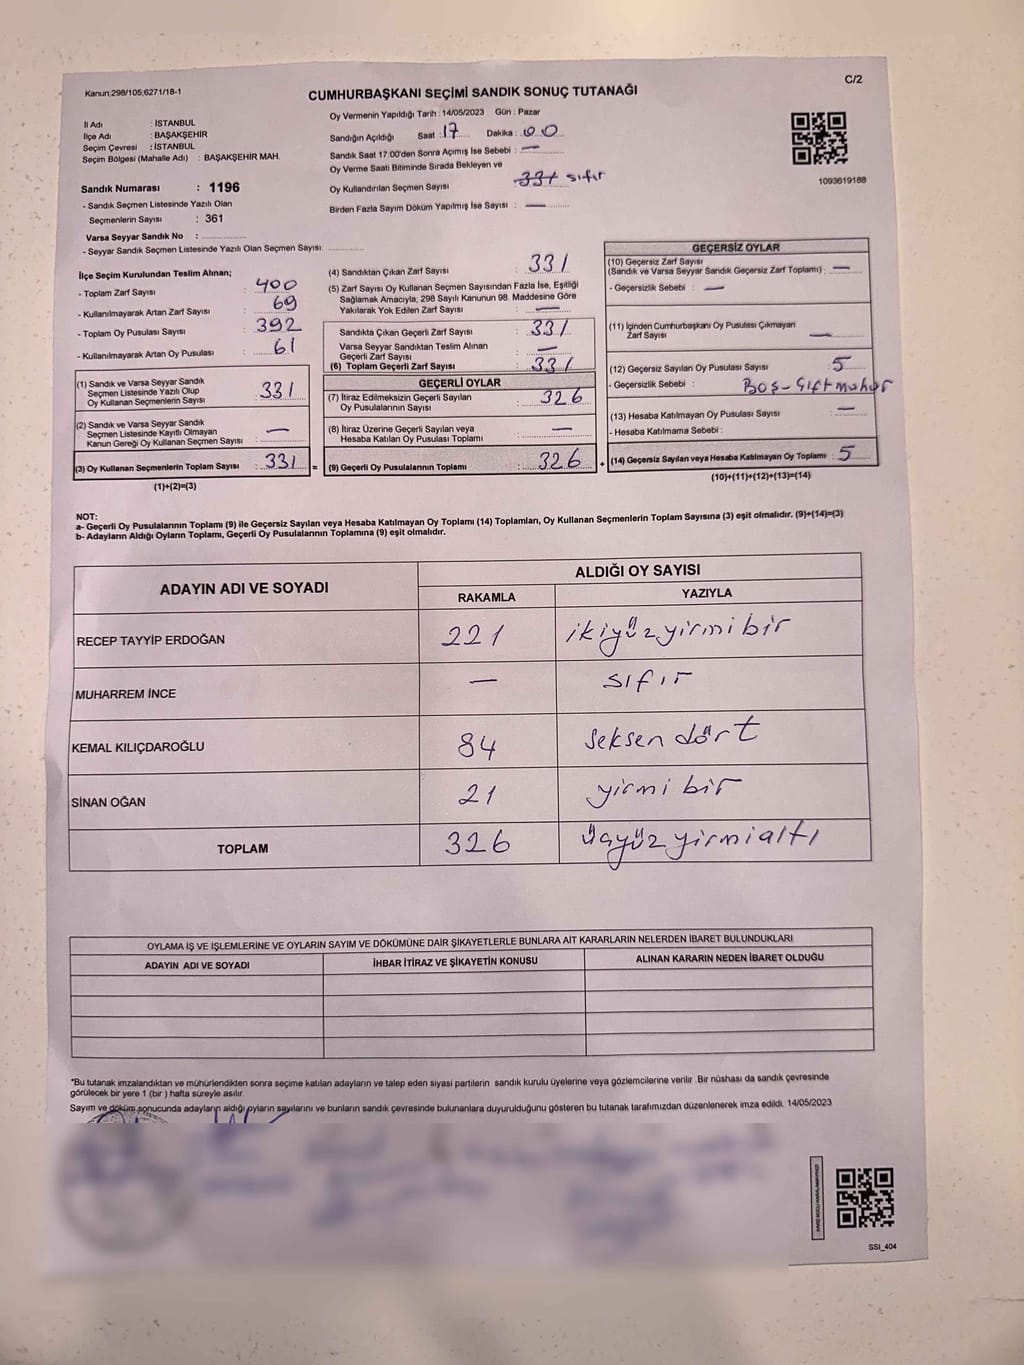 Kanun:298/105;6271/18-1
C/2
CUMHURBAŞKANI SEÇİMİ SANDIK SONUÇ TUTANAĞI
İl Adı : İSTANBUL
İlçe Adı : BAŞAKŞEHİR
Seçim Çevresi : İSTANBUL
Seçim Bölgesi (Mahalle Adı) : BAŞAKŞEHİR MAH.
Sandık Numarası : 1196
- Sandık Seçmen Listesinde Yazılı Olan
Seçmenlerin Sayısı : 361
Varsa Seyyar Sandık No : ..............
- Seyyar Sandık Seçmen Listesinde Yazılı Olan Seçmen Sayısı: ..............
Oy Vermenin Yapıldığı Tarih : 14/05/2023 Gün : Pazar
Sandığın Açıldığı Saat : 17 Dakika : 00
Sandık Saat 17:00'den Sonra Açımış İse Sebebi : —
Oy Verme Saati Bitiminde Sırada Bekleyen ve
Oy Kullandırılan Seçmen Sayısı 331 sıfır
Birden Fazla Sayım Döküm Yapılmış İse Sayısı : —
1093619188
İlçe Seçim Kurulundan Teslim Alınan;
- Toplam Zarf Sayısı : 400
- Kullanılmayarak Artan Zarf Sayısı : 69
- Toplam Oy Pusulası Sayısı : 392
- Kullanılmayarak Artan Oy Pusulası : 61
(1) Sandık ve Varsa Seyyar Sandık
Seçmen Listesinde Yazılı Olup
Oy Kullanan Seçmenlerin Sayısı : 331
(2) Sandık ve Varsa Seyyar Sandık
Seçmen Listesinde Kayıtlı Olmayan
Kanun Gereği Oy Kullanan Seçmen Sayısı : —
(3) Oy Kullanan Seçmenlerin Toplam Sayısı : 331 =
(1)+(2)=(3)
(4) Sandıktan Çıkan Zarf Sayısı : 331
(5) Zarf Sayısı Oy Kullanan Seçmen Sayısından Fazla İse, Eşitliği
Sağlamak Amacıyla; 298 Sayılı Kanunun 98. Maddesine Göre
Yakılarak Yok Edilen Zarf Sayısı : —
Sandıkta Çıkan Geçerli Zarf Sayısı : 331
Varsa Seyyar Sandıktan Teslim Alınan
Geçerli Zarf Sayısı : —
(6) Toplam Geçerli Zarf Sayısı : 331
GEÇERLİ OYLAR
(7) İtiraz Edilmeksizin Geçerli Sayılan
Oy Pusulalarının Sayısı : 326
(8) İtiraz Üzerine Geçerli Sayılan veya
Hesaba Katılan Oy Pusulası Toplamı : —
(9) Geçerli Oy Pusulalarının Toplamı : 326 +
GEÇERSİZ OYLAR
(10) Geçersiz Zarf Sayısı
(Sandık ve Varsa Seyyar Sandık Geçersiz Zarf Toplamı) : —
- Geçersizlik Sebebi : —
(11) İçinden Cumhurbaşkanı Oy Pusulası Çıkmayan
Zarf Sayısı —
(12) Geçersiz Sayılan Oy Pusulası Sayısı : 5
- Geçersizlik Sebebi : Boş-Çift mühür
(13) Hesaba Katılmayan Oy Pusulası Sayısı : —
- Hesaba Katılmama Sebebi :
(14) Geçersiz Sayılan veya Hesaba Katılmayan Oy Toplamı : 5
(10)+(11)+(12)+(13)=(14)
NOT:
a- Geçerli Oy Pusulalarının Toplamı (9) ile Geçersiz Sayılan veya Hesaba Katılmayan Oy Toplamı (14) Toplamları, Oy Kullanan Seçmenlerin Toplam Sayısına (3) eşit olmalıdır. (9)+(14)=(3)
b- Adayların Aldığı Oyların Toplamı, Geçerli Oy Pusulalarının Toplamına (9) eşit olmalıdır.
ADAYIN ADI VE SOYADI ALDIĞI OY SAYISI
RAKAMLA YAZIYLA
RECEP TAYYİP ERDOĞAN 221 ikiyüzyirmibir
MUHARREM İNCE — sıfır
KEMAL KILIÇDAROĞLU 84 seksendört
SİNAN OĞAN 21 yirmibir
TOPLAM 326 üçyüzyirmialtı
OYLAMA İŞ VE İŞLEMLERİNE VE OYLARIN SAYIM VE DÖKÜMÜNE DAİR ŞİKAYETLERLE BUNLARA AİT KARARLARIN NELERDEN İBARET BULUNDUKLARI
ADAYIN ADI VE SOYADI İHBAR İTİRAZ VE ŞİKAYETİN KONUSU ALINAN KARARIN NEDEN İBARET OLDUĞU
*Bu tutanak imzalandıktan ve mühürlendikten sonra seçime katılan adayların ve talep eden siyasi partilerin sandık kurulu üyelerine veya gözlemcilerine verilir .Bir nüshası da sandık çevresinde
görülecek bir yere 1 (bir ) hafta süreyle asılır.
Sayım ve döküm sonucunda adayların aldığı oyların sayılarını ve bunların sandık çevresinde bulunanlara duyurulduğunu gösteren bu tutanak tarafımızdan düzenlenerek imza edildi. 14/05/2023
SSI_404